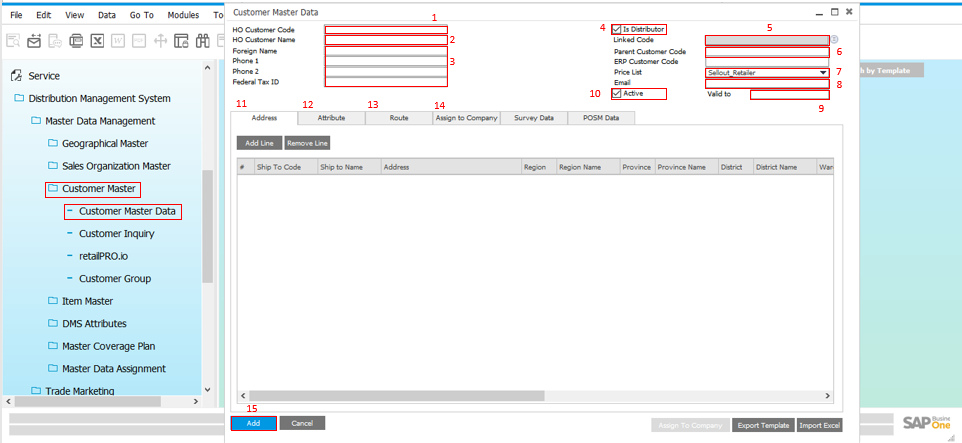 File Edit View Data Go To Modules To
Service
Distribution Management System
Master Data Management
Geographical Master
Sales Organization Master
Customer Master
Customer Master Data
Customer Inquiry
retailPRO.io
Customer Group
Item Master
DMS Attributes
Master Coverage Plan
Master Data Assignment
Trade Marketing
Customer Master Data
1
HO Customer Code
HO Customer Name 2
Foreign Name
Phone 1 3
Phone 2
Federal Tax ID
4 Is Distributor 5
Linked Code
Parent Customer Code 6
ERP Customer Code
Price List Sellout_Retailer 7
Email 8
10 Active Valid to
9
h by Template
11 12 13 14
Address Attribute Route Assign to Company Survey Data POSM Data
Add Line Remove Line
# Ship To Code Ship to Name Address Region Region Name Province Province Name District District Name War
15
Add Cancel Assign To Company Export Template Import Excel
SAP Busine
One